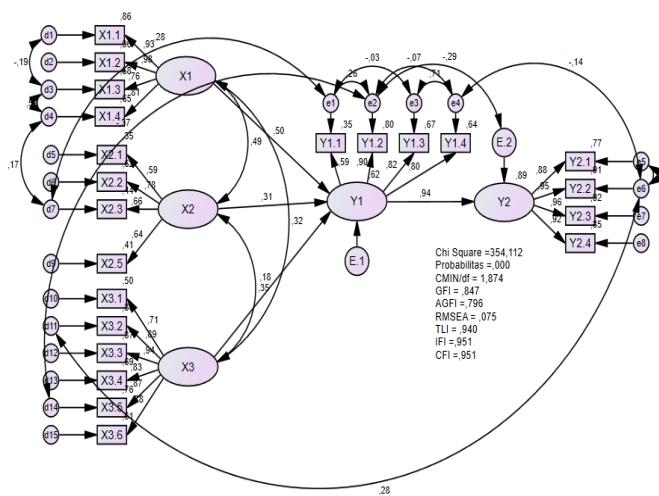 ,86
d1
X1.1
,93
,28
d2
X1.2
,98
-,19
d3
X1.3
,76
,81
d4
X1.4
X1
,17
,35
d5
X2.1
,59
d6
X2.2
,78
d7
X2.3
,66
X2
,64
,41
d9
X2.5
,50
d10
X3.1
,71
d11
X3.2
,89
d12
X3.3
,94
d13
X3.4
,83
,87
,76
d14
X3.5
d15
X3.6
X3
,49
,32
,35
,50
,31
,18
-,03
-,07
-,29
-,14
,26
,71
e1
e2
e3
e4
,35
,80
,67
,64
Y1.1
Y1.2
Y1.3
Y1.4
,59
,90
,82
,80
,62
Y1
E.1
,94
E.2
,89
Y2
,77
,88
Y2.1
e5
,91
,95
Y2.2
e6
,92
,96
Y2.3
e7
,85
,92
Y2.4
e8
Chi Square =354,112
Probabilitas =,000
CMIN/df = 1,874
GFI =,847
AGFI =,796
RMSEA =,075
TLI =,940
IFI =,951
CFI =,951
,28